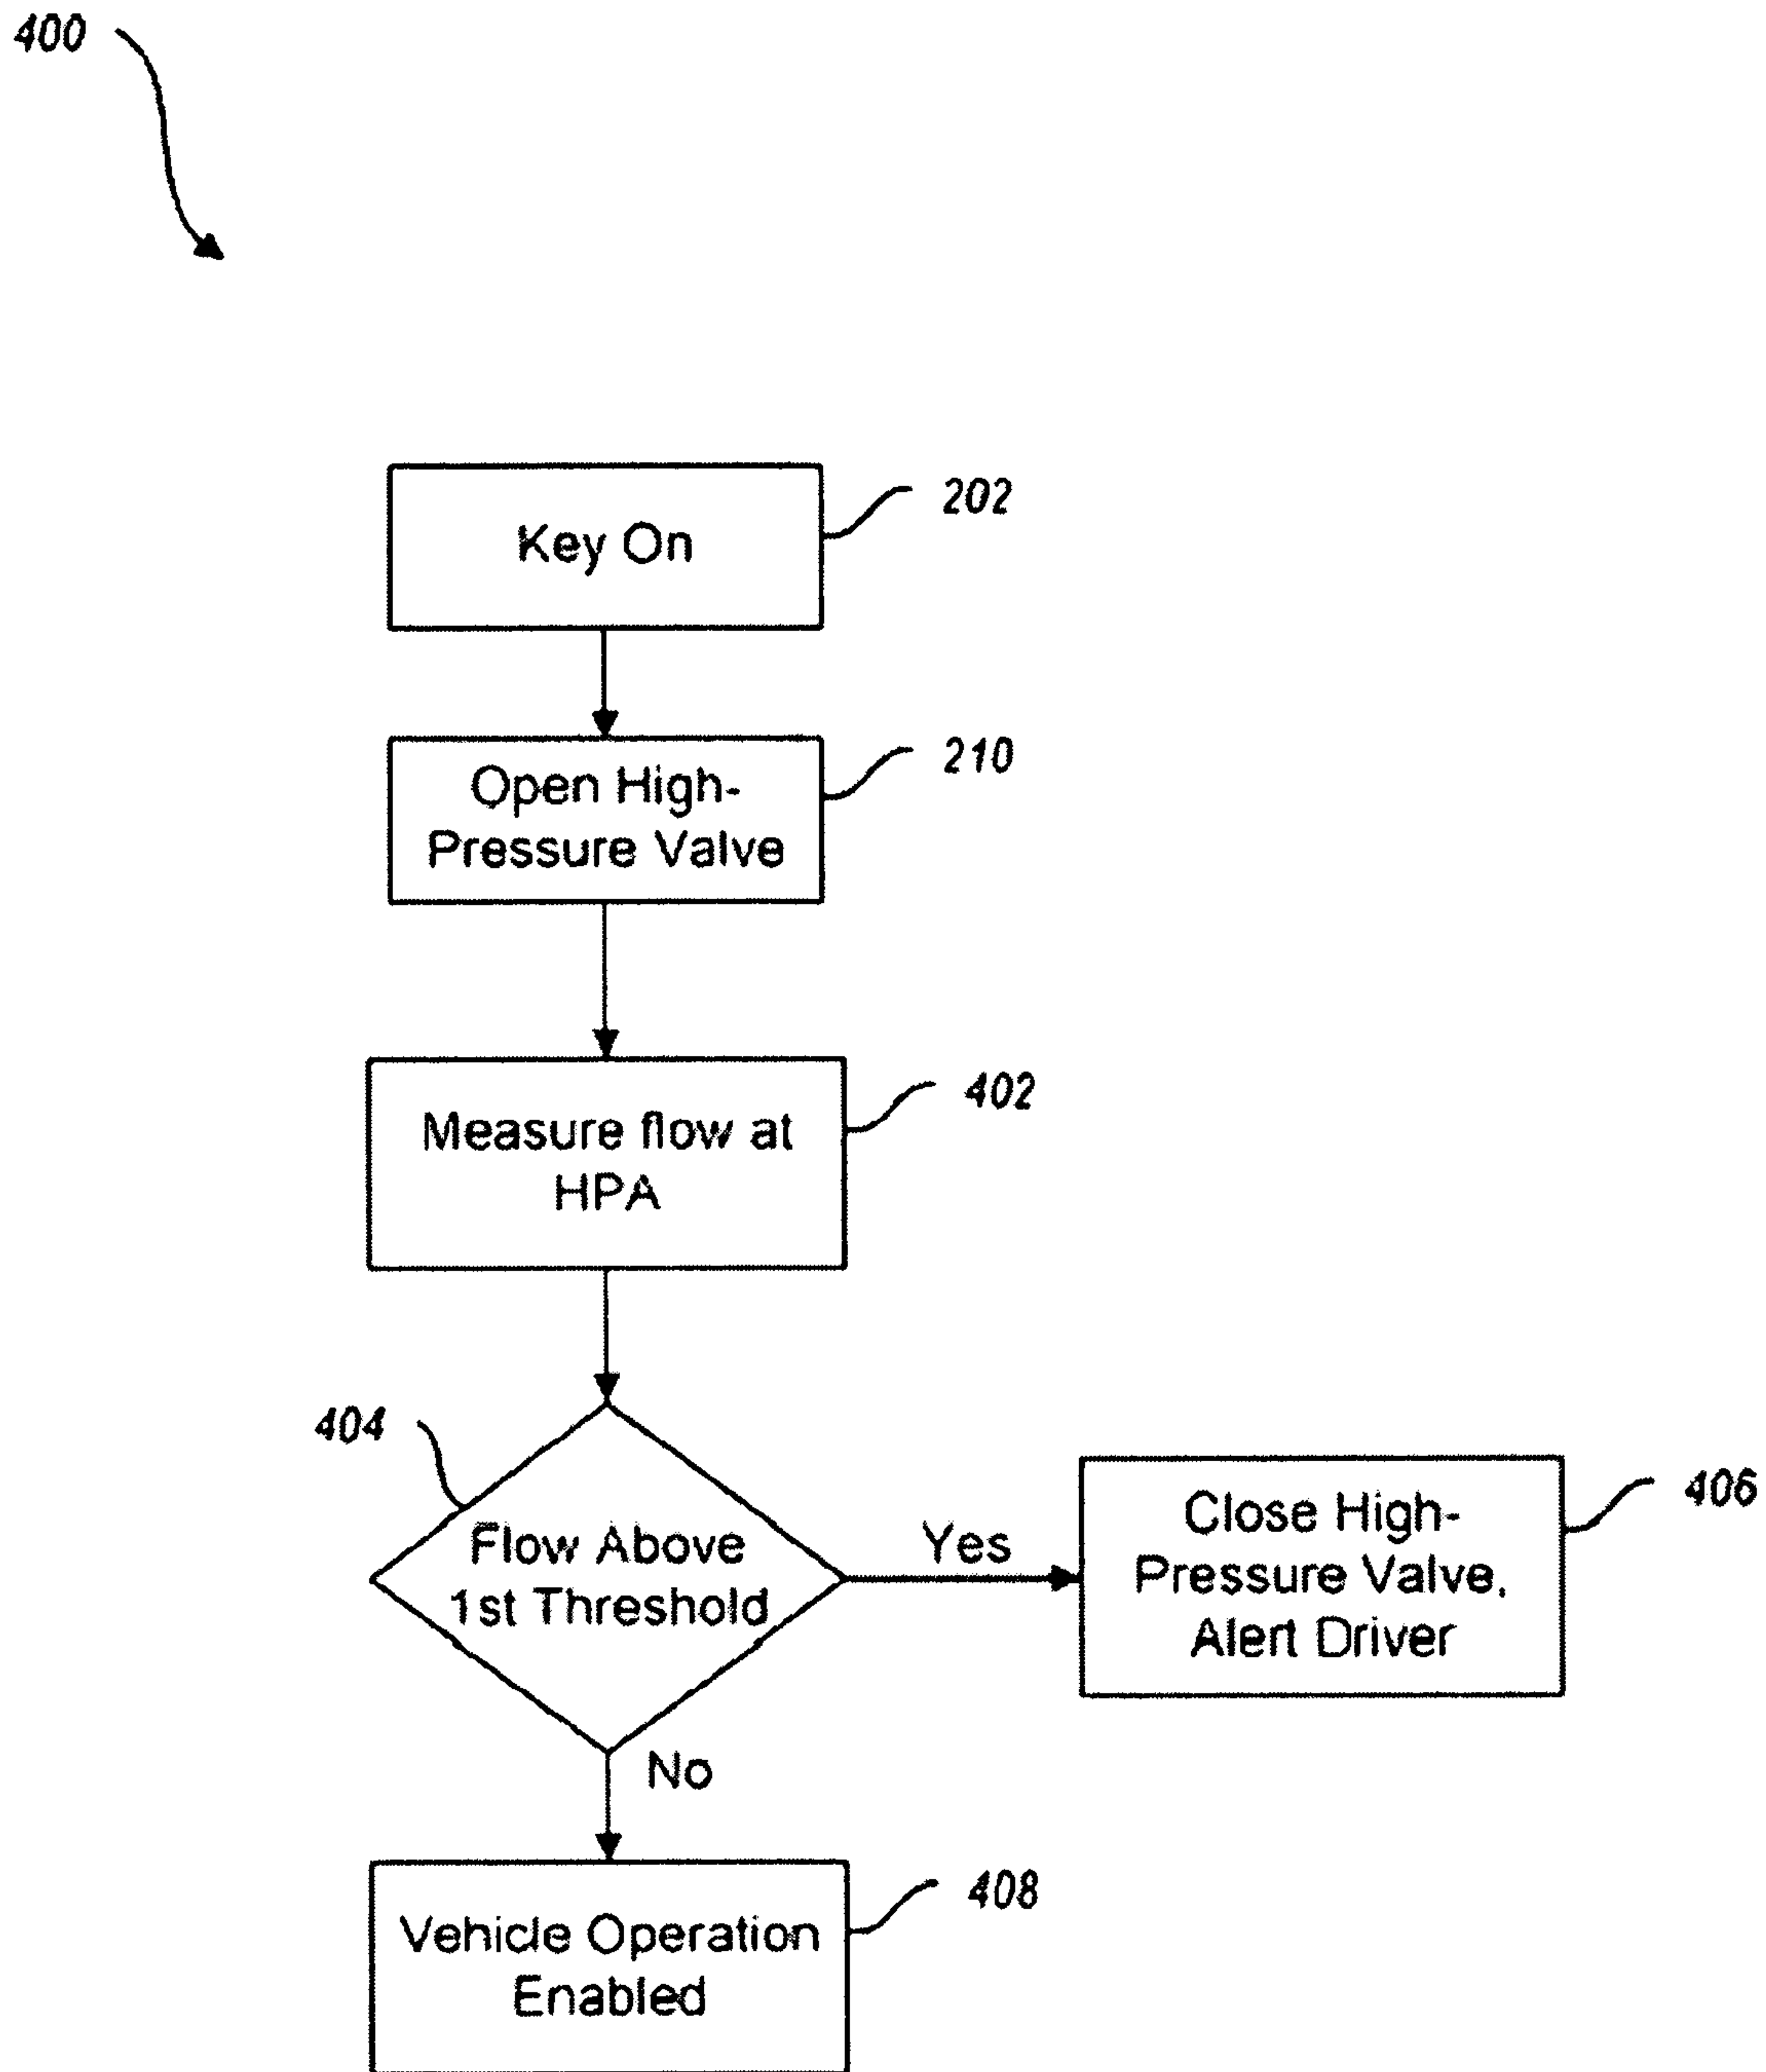 400
Key On
202
Open High-
Pressure Valve
210
Measure flow at
HPA
402
404
Flow Above
1st Threshold
Yes
Close High-
Pressure Valve,
Alert Driver
406
No
Vehicle Operation
Enabled
408